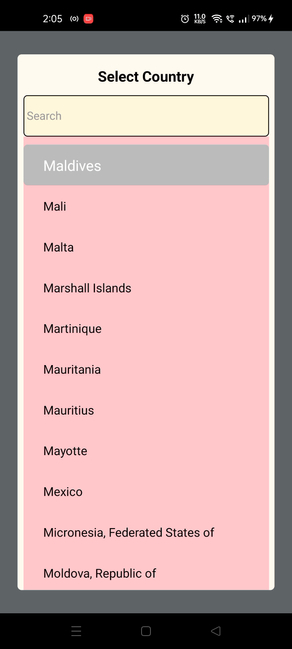 2:05
11.0
KB/S
97%
Select Country
Search
Maldives
Mali
Malta
Marshall Islands
Martinique
Mauritania
Mauritius
Mayotte
Mexico
Micronesia, Federated States of
Moldova, Republic of